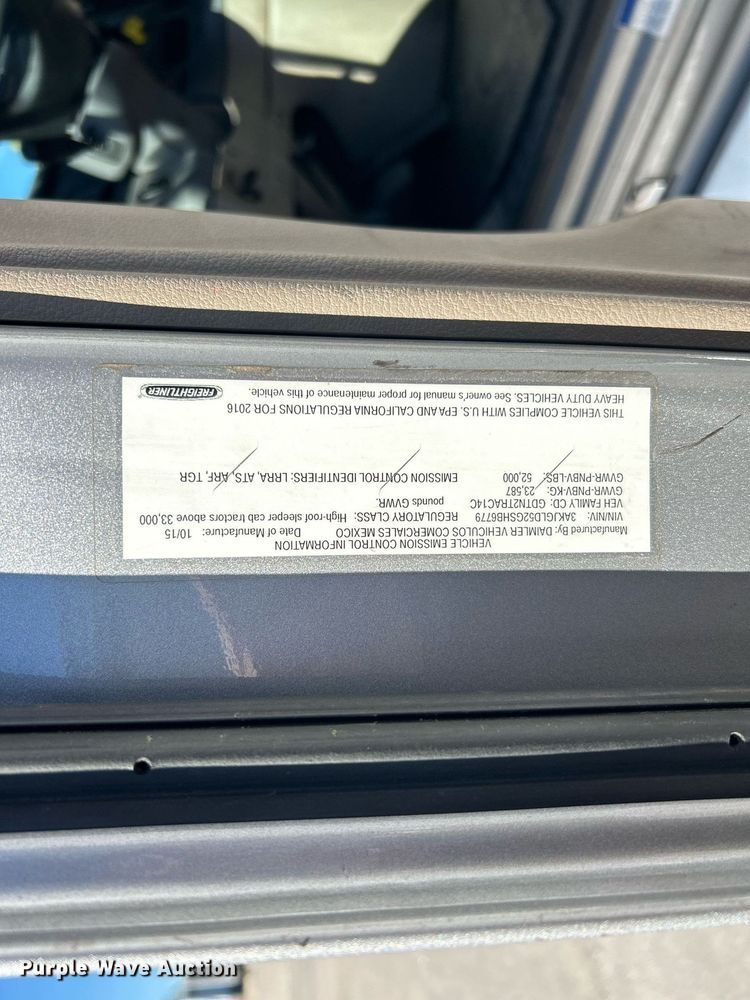 VEHICLE EMISSION CONTROL INFORMATION
Manufactured By: DAIMLER VEHICULOS COMERCIALES MEXICO Date of Manufacture: 10/15
VIN/NIV: 3AKJGLD52GSHB6779 REGULATORY CLASS: High-roof sleeper cab tractors above 33,000
VEH FAMILY CD: GDTN2TRAC14C pounds GVWR:
GVWR-PNBV-KG: 23,587
GVWR-PNBV-LBS: 52,000 EMISSION CONTROL IDENTIFIERS: LRRA, ATS, ARF, TGR
THIS VEHICLE COMPLIES WITH U.S. EPA AND CALIFORNIA REGULATIONS FOR 2016
HEAVY DUTY VEHICLES. See owner's manual for proper maintenance of this vehicle.
FREIGHTLINER
Purple Wave Auction